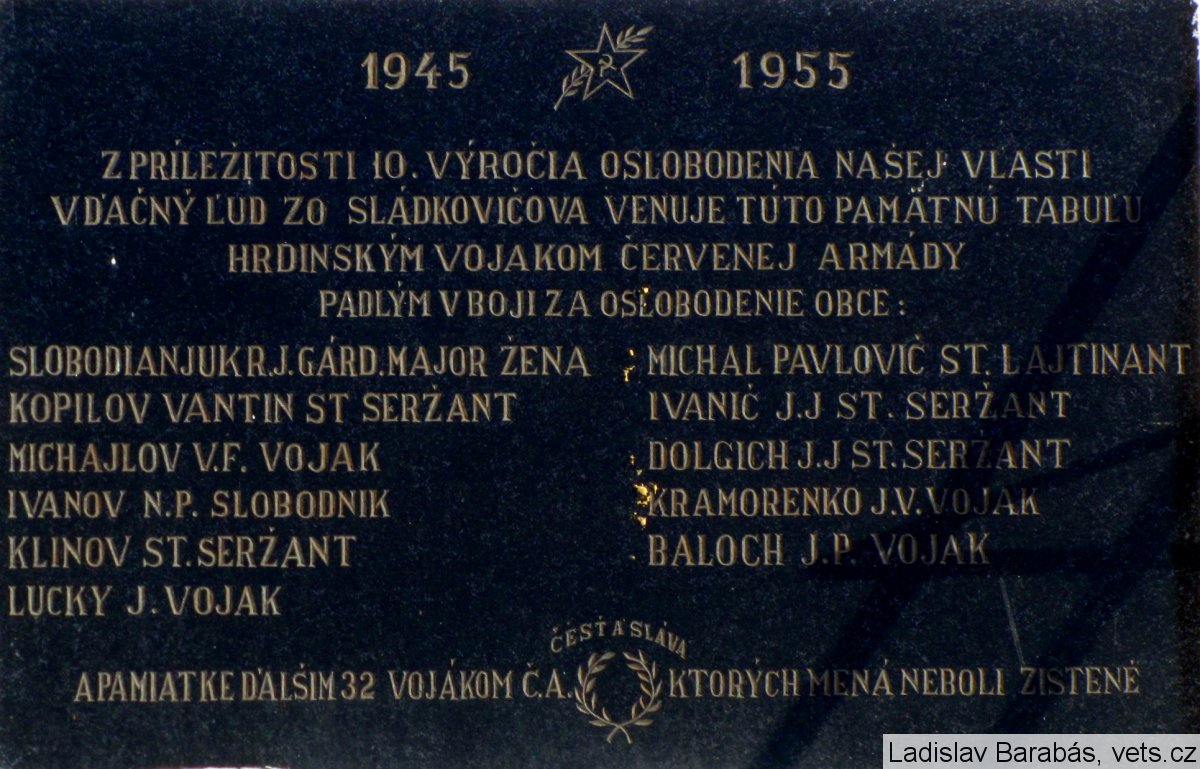 1945 1955
Z PRÍLEŽITOSTI 10. VÝROČIA OSLOBODENIA NAŠEJ VLASTI
VĎAČNÝ ĽUD ZO SLÁDKOVIČOVA VENUJE TÚTO PAMÄTNÚ TABUĽU
HRDINSKÝM VOJAKOM ČERVENEJ ARMÁDY
PADLÝM V BOJI ZA OSLOBODENIE OBCE:
SLOBODIANJUK R.J. GÁRD. MAJOR ŽENA
KOPILOV VANTIN ST SERŽANT
MICHAJLOV V.F. VOJAK
IVANOV N.P. SLOBODNIK
KLINOV ST. SERŽANT
LUCKY J. VOJAK
MICHAL PAVLOVIČ ST. LAJTINANT
IVANIČ J.J ST. SERŽANT
DOLGICH J.J ST. SERŽANT
KRAMORENKO J.V. VOJAK
BALOCH J.P. VOJAK
ČESŤ A SLÁVA
A PAMIATKE ĎALŠÍM 32 VOJÁKOM Č.A. KTORÝCH MENÁ NEBOLI ZISTENÉ
Ladislav Barabás, vets.cz